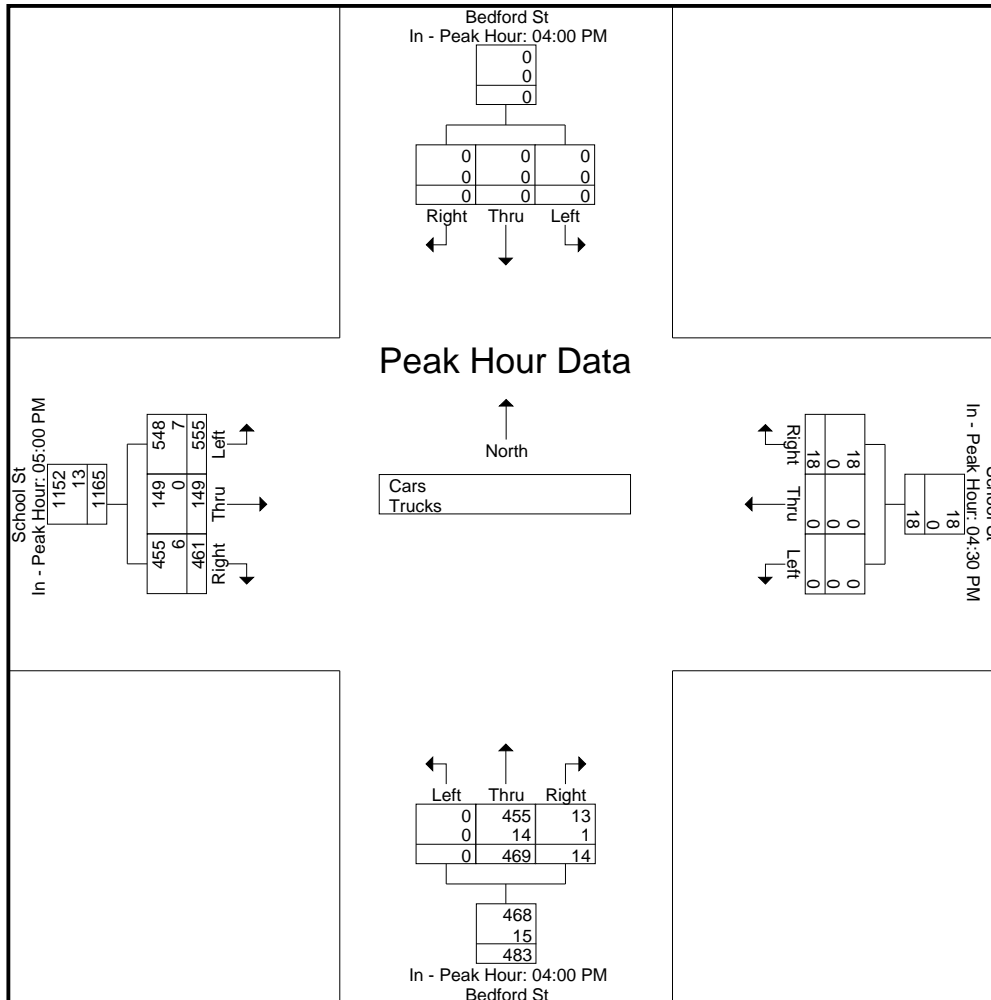 Bedford St
In - Peak Hour: 04:00 PM
0
0
0
0 0 0
0 0 0
0 0 0
Right Thru Left
Peak Hour Data
North
Cars
Trucks
School St
In - Peak Hour: 05:00 PM
1152
13
1165
548 7 555
149 0 149
455 6 461
Left
Thru
Right
School St
In - Peak Hour: 04:30 PM
18
0
18
Right
Thru
Left
18 0 18
0 0 0
0 0 0
Left Thru Right
0 455 13
0 14 1
0 469 14
468
15
483
In - Peak Hour: 04:00 PM
Bedford St